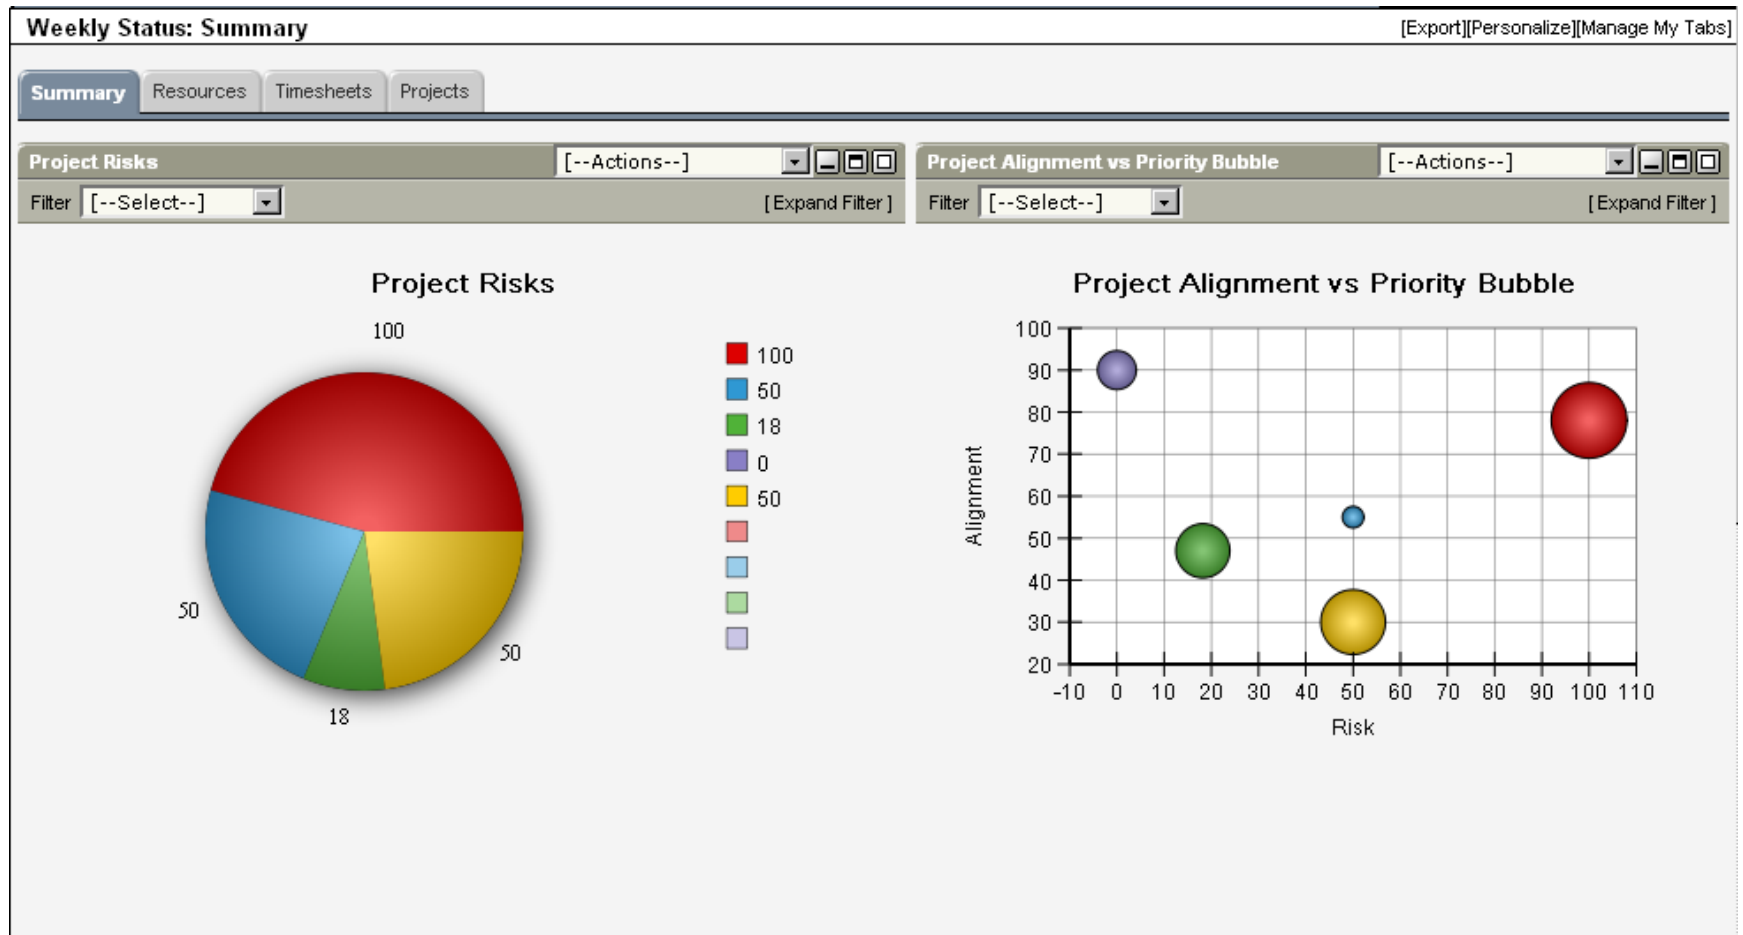 Weekly Status: Summary
[Export][Personalize][Manage My Tabs]
Summary
Resources
Timesheets
Projects
Project Risks
[--Actions--]
Filter
[--Select--]
[ Expand Filter ]
Project Risks
100
50
18
50
100
50
18
0
50
Project Alignment vs Priority Bubble
[--Actions--]
Filter
[--Select--]
[ Expand Filter ]
Project Alignment vs Priority Bubble
Alignment
100
90
80
70
60
50
40
30
20
-10 0 10 20 30 40 50 60 70 80 90 100 110
Risk